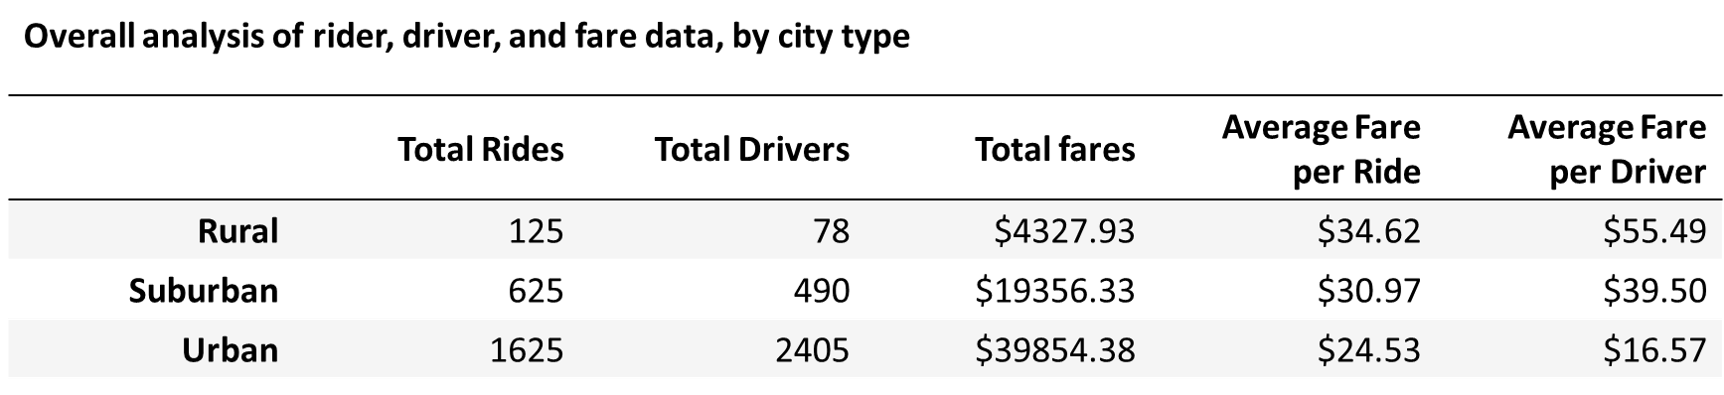 Overall analysis of rider, driver, and fare data, by city type
Total Rides Total Drivers Total fares Average Fare per Ride Average Fare per Driver
Rural 125 78 $4327.93 $34.62 $55.49
Suburban 625 490 $19356.33 $30.97 $39.50
Urban 1625 2405 $39854.38 $24.53 $16.57